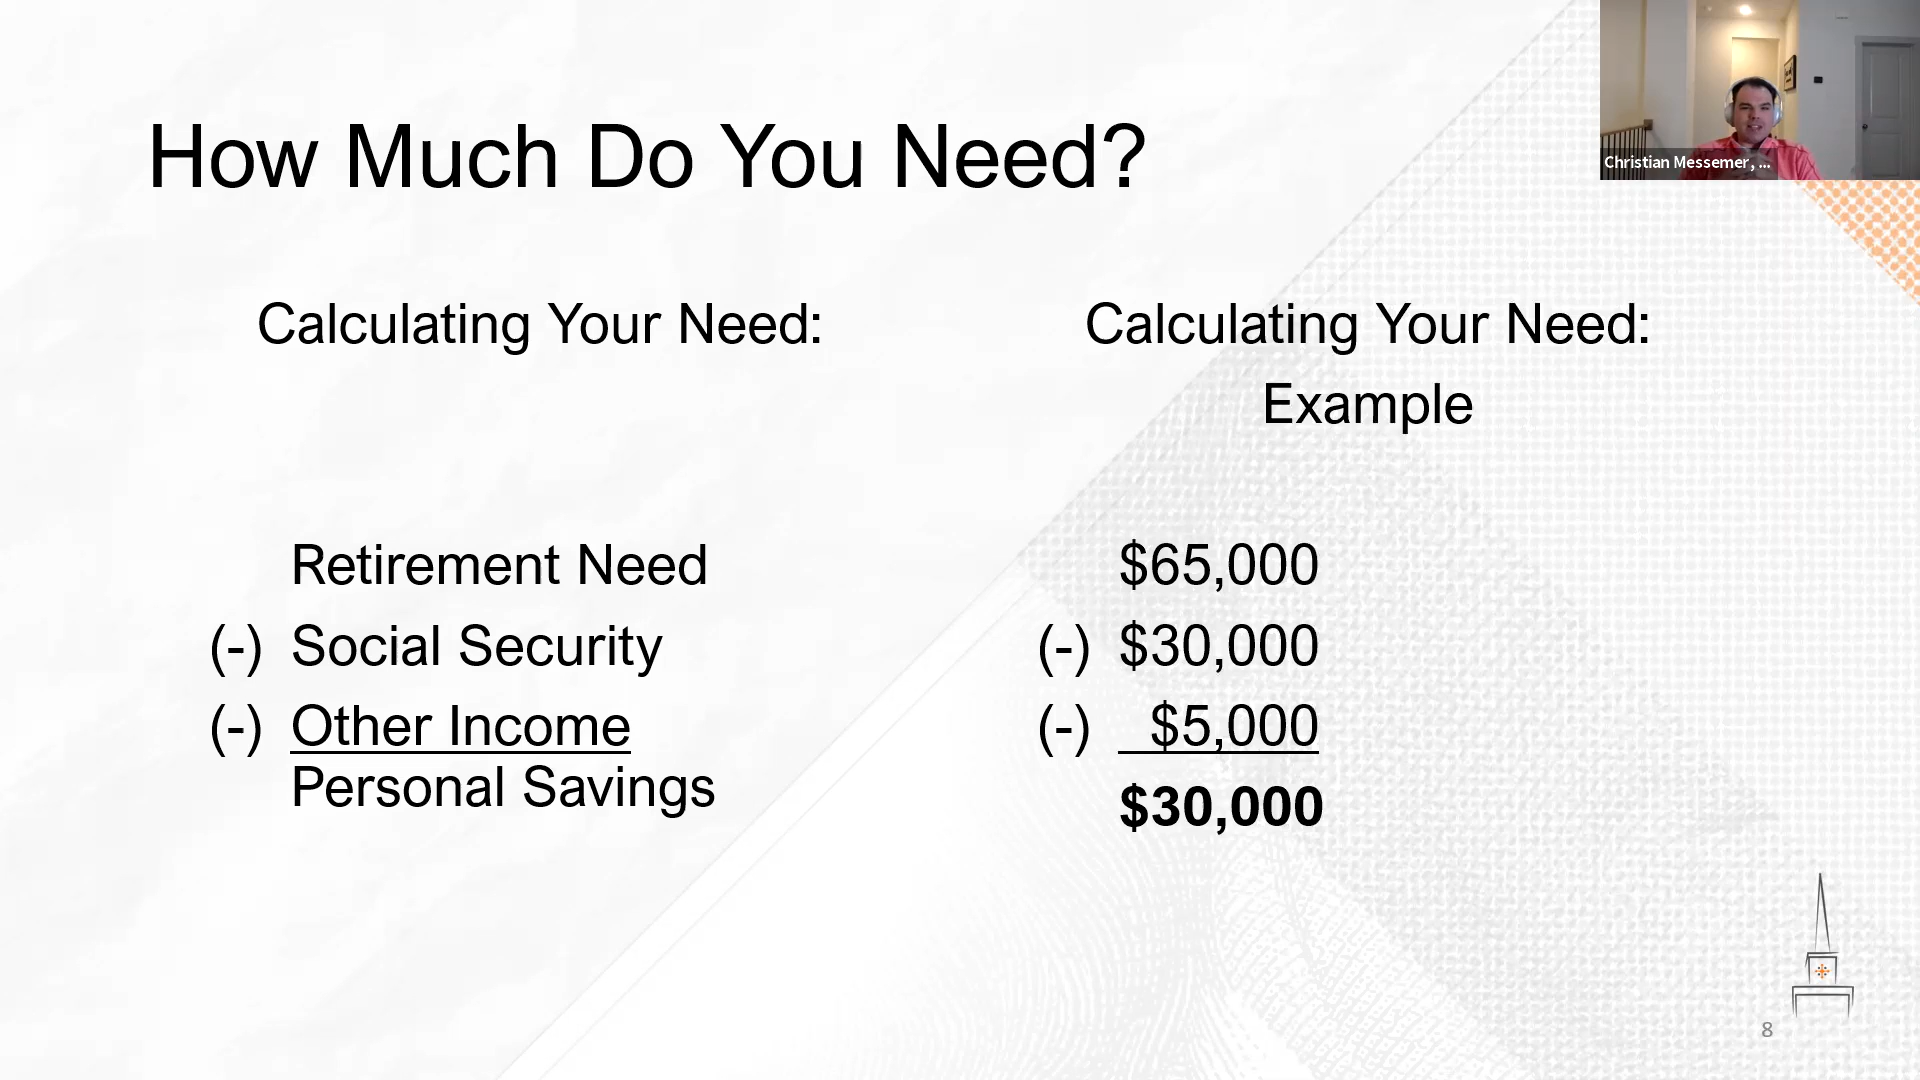 How Much Do You Need?
Christian Messemer, ...
Calculating Your Need:
Retirement Need
(-) Social Security
(-) Other Income
Personal Savings
Calculating Your Need:
Example
$65,000
(-) $30,000
(-) $5,000
$30,000
8